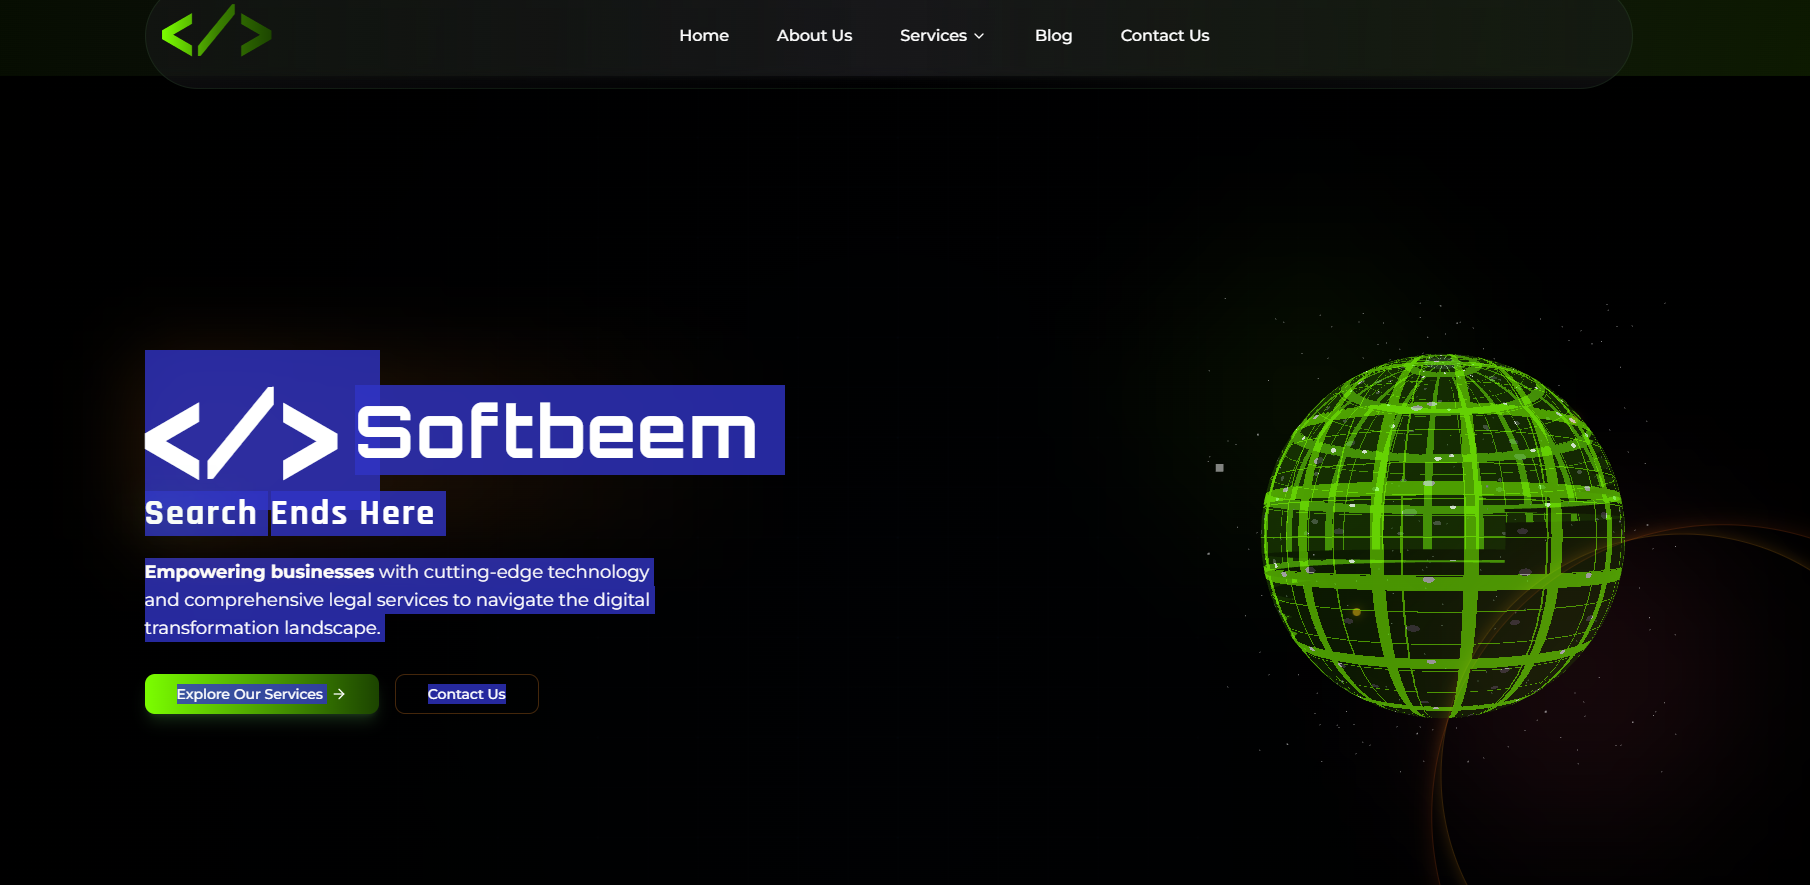 </> Home About Us Services Blog Contact Us
</> Softbeem
Search Ends Here
Empowering businesses with cutting-edge technology
and comprehensive legal services to navigate the digital
transformation landscape.
Explore Our Services → Contact Us